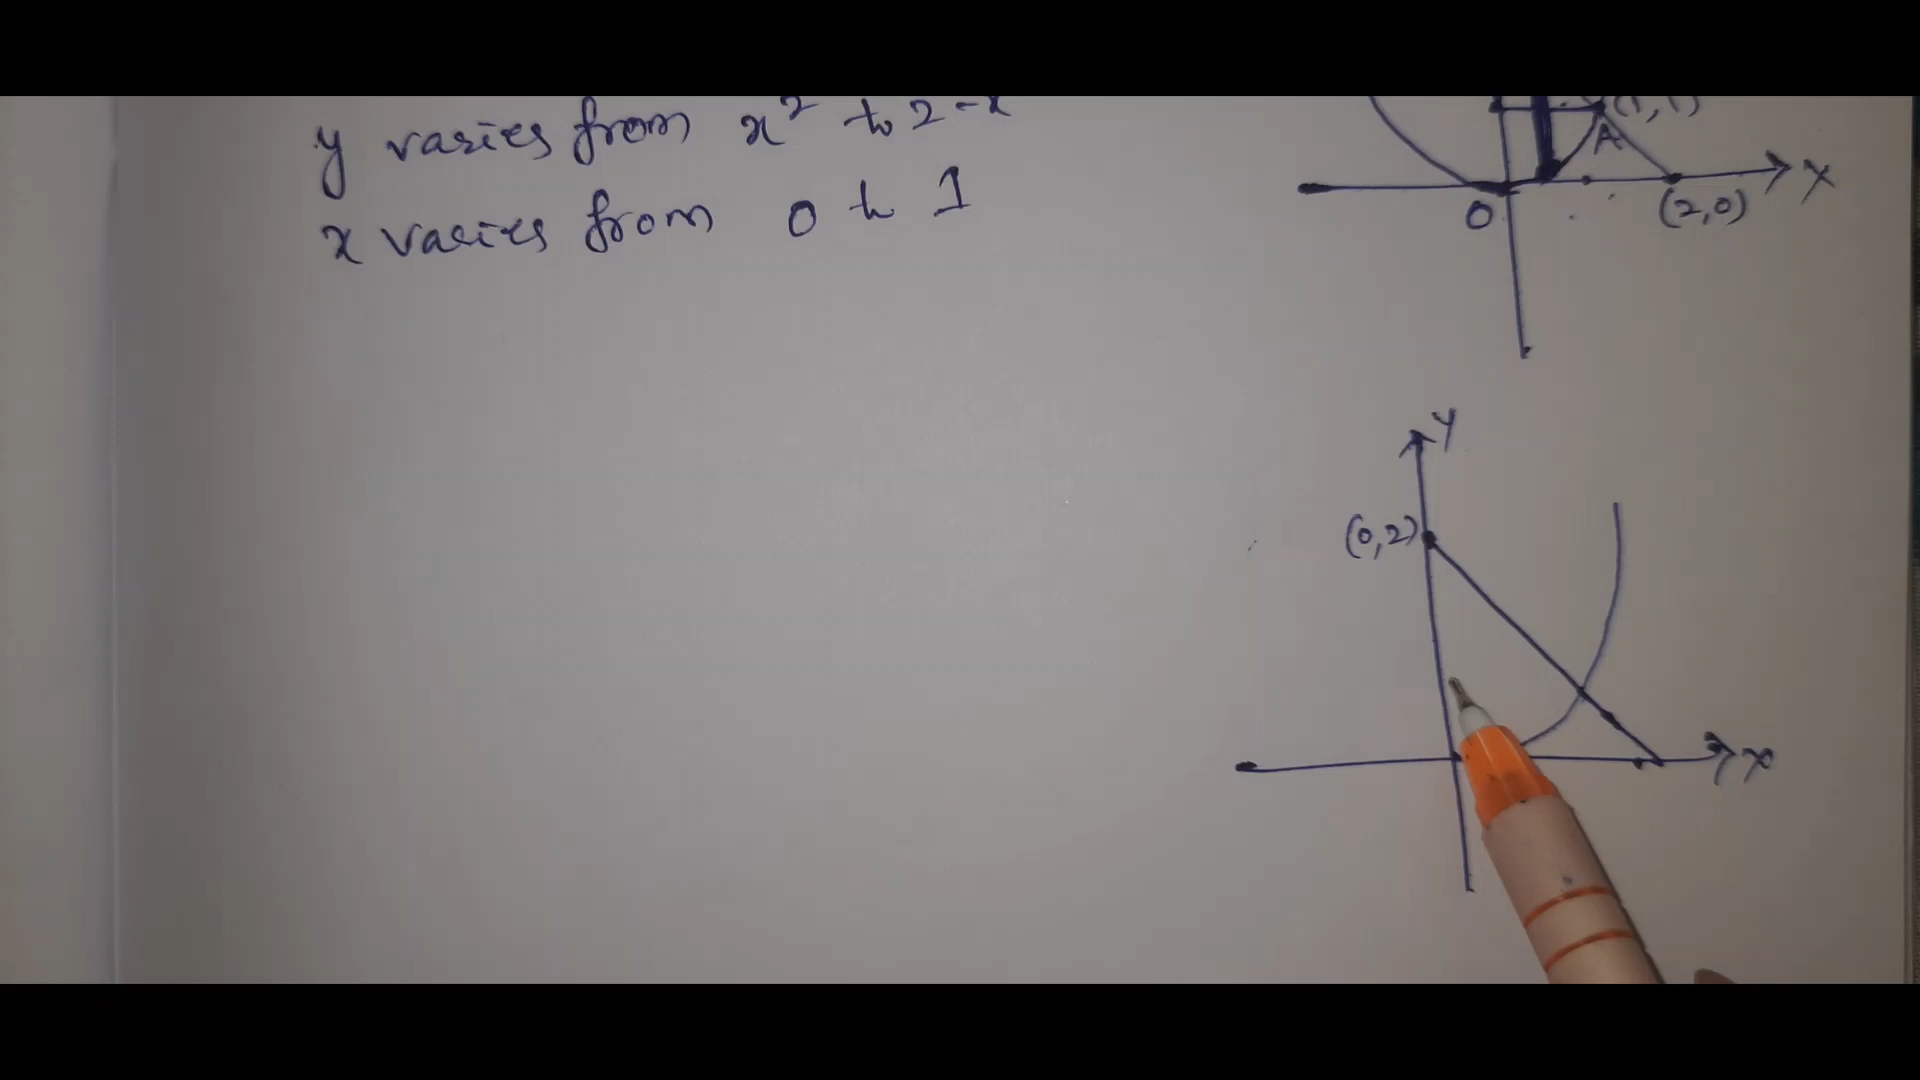 y varies from x² to 2-x
x varies from 0 to 1
(1,1)
A
X
O
(2,0)
Y
(0,2)
X